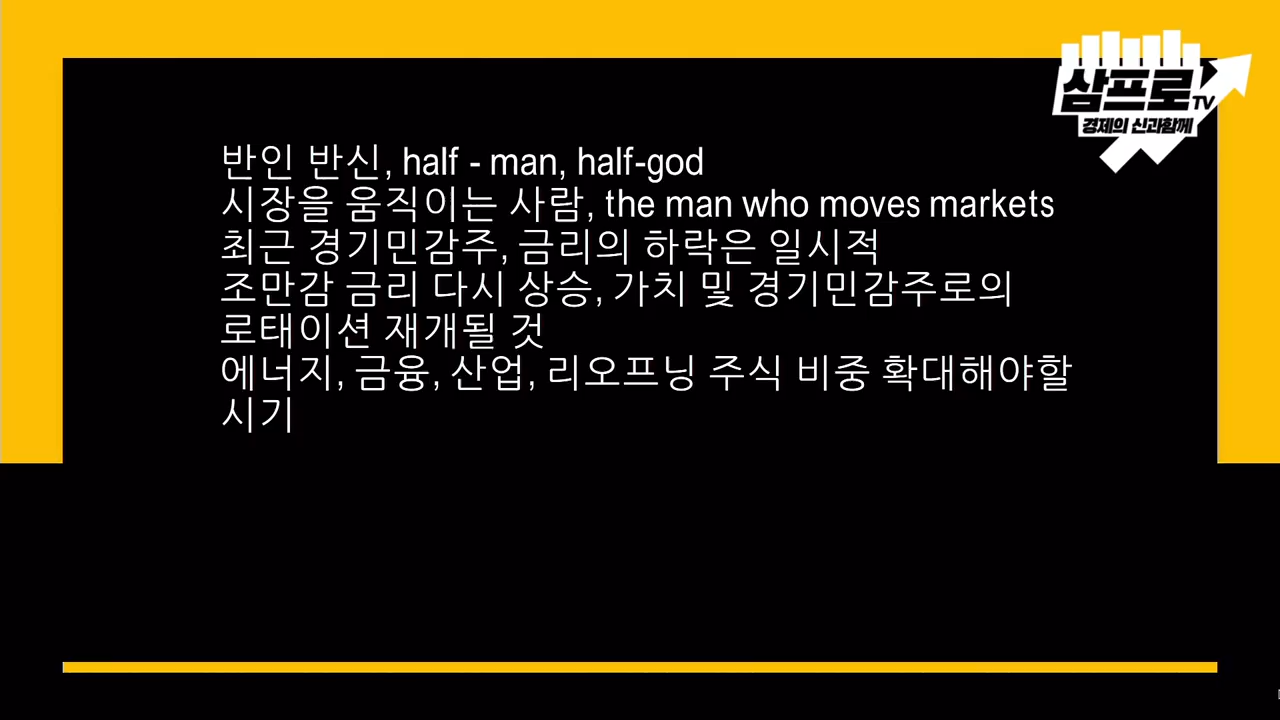 삼프로TV
경제의 신과함께
반인 반신, half - man, half-god
시장을 움직이는 사람, the man who moves markets
최근 경기민감주, 금리의 하락은 일시적
조만감 금리 다시 상승, 가치 및 경기민감주로의
로태이션 재개될 것
에너지, 금융, 산업, 리오프닝 주식 비중 확대해야할
시기